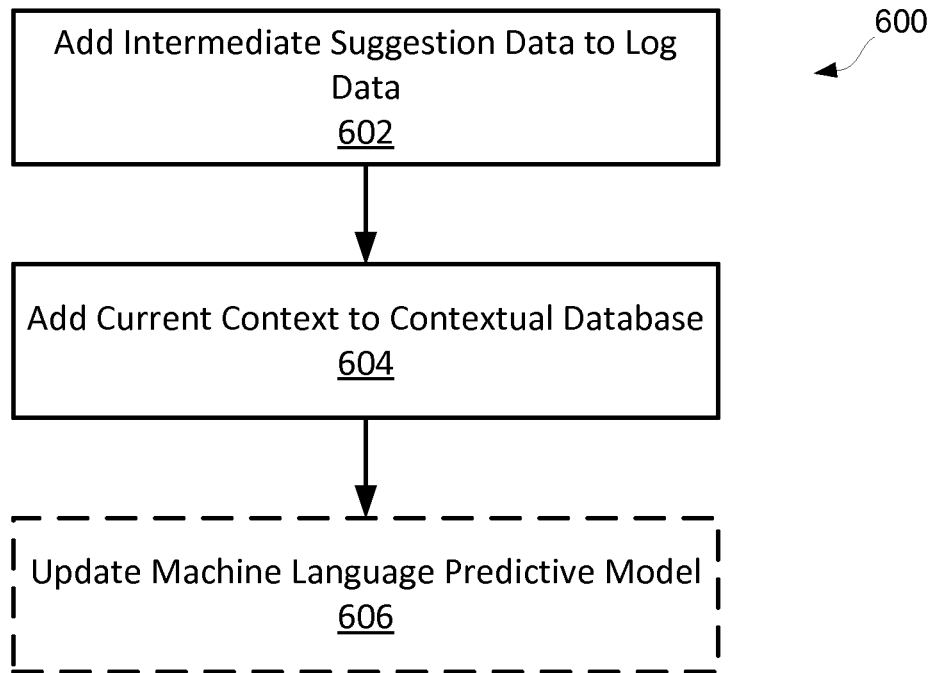 600
Add Intermediate Suggestion Data to Log
Data
602
Add Current Context to Contextual Database
604
Update Machine Language Predictive Model
606